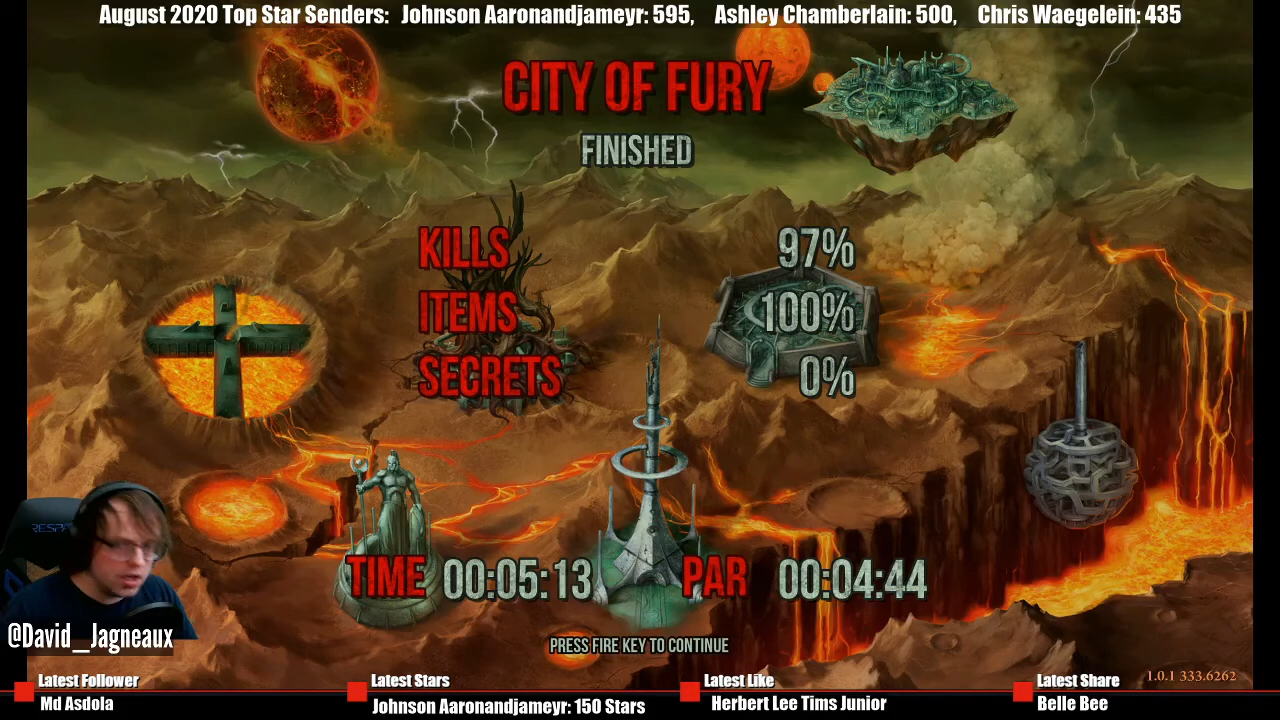 August 2020 Top Star Senders: Johnson Aaronandjameyr: 595, Ashley Chamberlain: 500, Chris Waegelein: 435
CITY OF FURY
FINISHED
KILLS 97%
ITEMS 100%
SECRETS 0%
RESPA
TIME 00:05:13 PAR 00:04:44
@David_Jagneaux
PRESS FIRE KEY TO CONTINUE
1.0.1 333.6262
Latest Follower Latest Stars Latest Like Latest Share
Md Asdola Johnson Aaronandjameyr: 150 Stars Herbert Lee Tims Junior Belle Bee